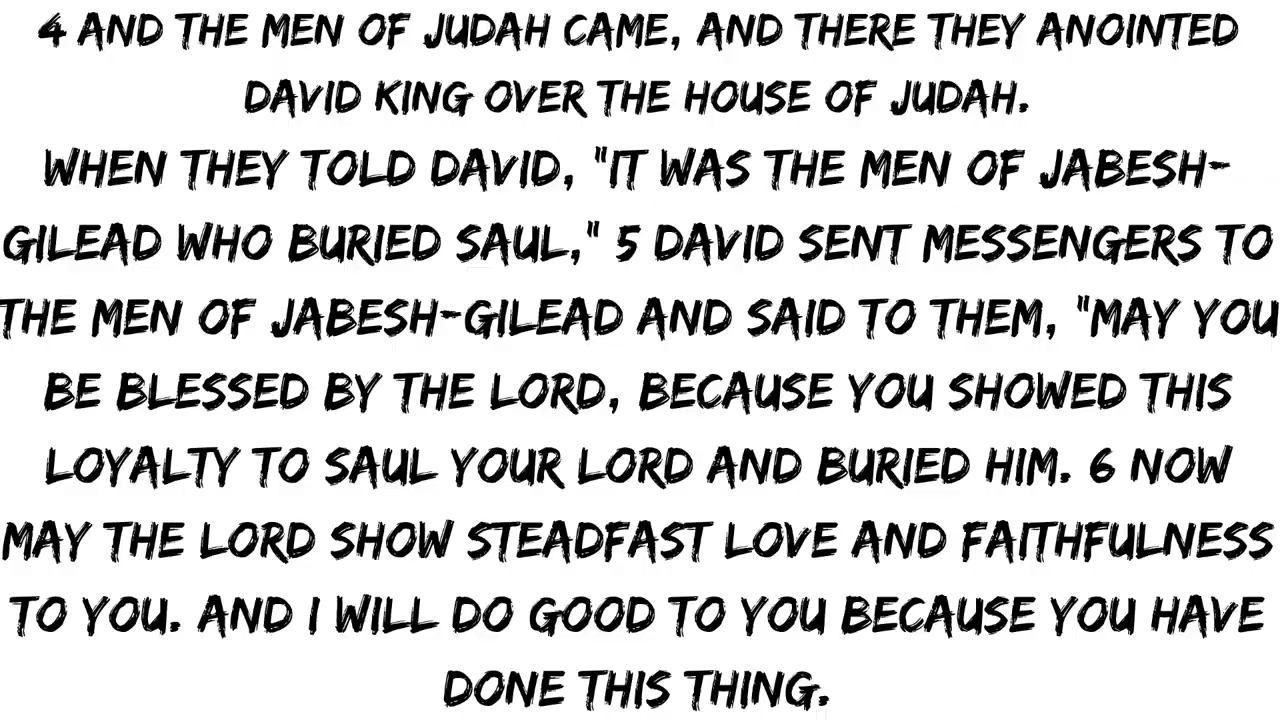 4 AND THE MEN OF JUDAH CAME, AND THERE THEY ANOINTED
DAVID KING OVER THE HOUSE OF JUDAH.
WHEN THEY TOLD DAVID, "IT WAS THE MEN OF JABESH-
GILEAD WHO BURIED SAUL," 5 DAVID SENT MESSENGERS TO
THE MEN OF JABESH-GILEAD AND SAID TO THEM, "MAY YOU
BE BLESSED BY THE LORD, BECAUSE YOU SHOWED THIS
LOYALTY TO SAUL YOUR LORD AND BURIED HIM. 6 NOW
MAY THE LORD SHOW STEADFAST LOVE AND FAITHFULNESS
TO YOU. AND I WILL DO GOOD TO YOU BECAUSE YOU HAVE
DONE THIS THING.